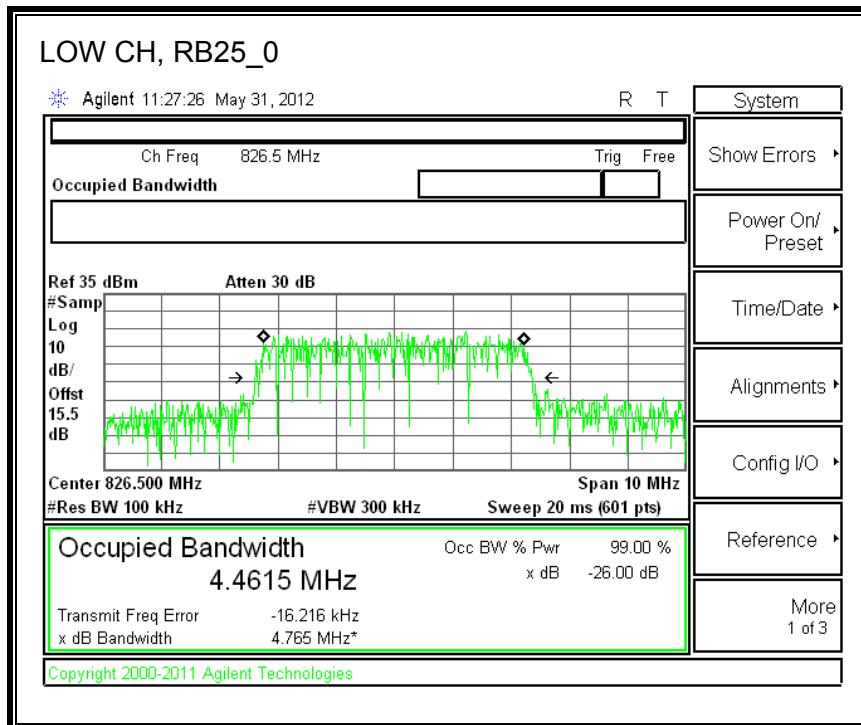 LOW CH, RB25_0
Agilent 11:27:26 May 31, 2012 R T
Ch Freq 826.5 MHz Trig Free
Occupied Bandwidth
Ref 35 dBm Atten 30 dB
#Samp
Log
10
dB/
Offst
15.5
dB
Center 826.500 MHz Span 10 MHz
#Res BW 100 kHz #VBW 300 kHz Sweep 20 ms (601 pts)
Occupied Bandwidth Occ BW % Pwr 99.00 %
4.4615 MHz x dB -26.00 dB
Transmit Freq Error -16.216 kHz
x dB Bandwidth 4.765 MHz*
Copyright 2000-2011 Agilent Technologies
System
Show Errors
Power On/
Preset
Time/Date
Alignments
Config I/O
Reference
More
1 of 3